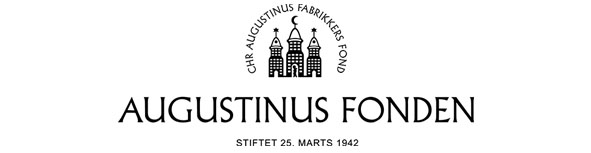 CHR AUGUSTINUS FABRIKKERS FOND
AUGUSTINUS FONDEN
STIFTET 25. MARTS 1942